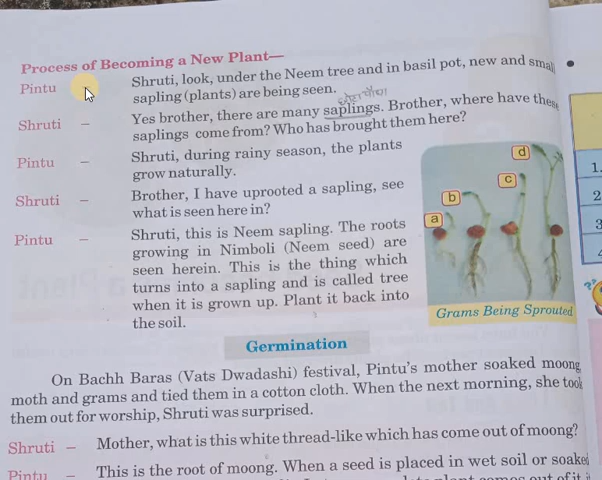 Process of Becoming a New Plant—
Pintu – Shruti, look, under the Neem tree and in basil pot, new and small
sapling (plants) are being seen.
Shruti – Yes brother, there are many saplings. Brother, where have these
saplings come from? Who has brought them here?
Pintu – Shruti, during rainy season, the plants
grow naturally.
Shruti – Brother, I have uprooted a sapling, see
what is seen here in?
Pintu – Shruti, this is Neem sapling. The roots
growing in Nimboli (Neem seed) are
seen herein. This is the thing which
turns into a sapling and is called tree
when it is grown up. Plant it back into
the soil.
a
b
c
d
Grams Being Sprouted
1.
2
3
Germination
On Bachh Baras (Vats Dwadashi) festival, Pintu's mother soaked moong
moth and grams and tied them in a cotton cloth. When the next morning, she took
them out for worship, Shruti was surprised.
Shruti – Mother, what is this white thread-like which has come out of moong?
Pintu – This is the root of moong. When a seed is placed in wet soil or soaked